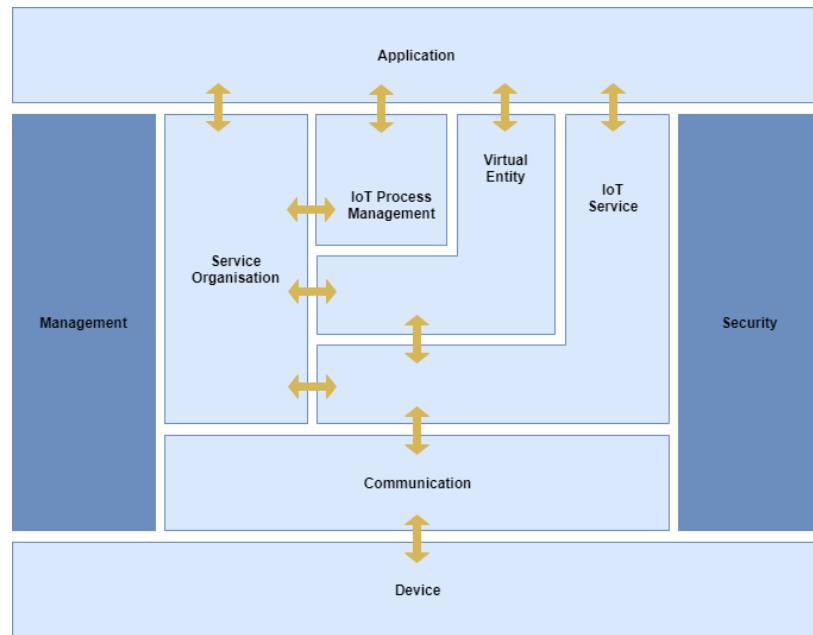 Application
Virtual
Entity
IoT Process
Management
IoT
Service
Service
Organisation
Management
Security
Communication
Device